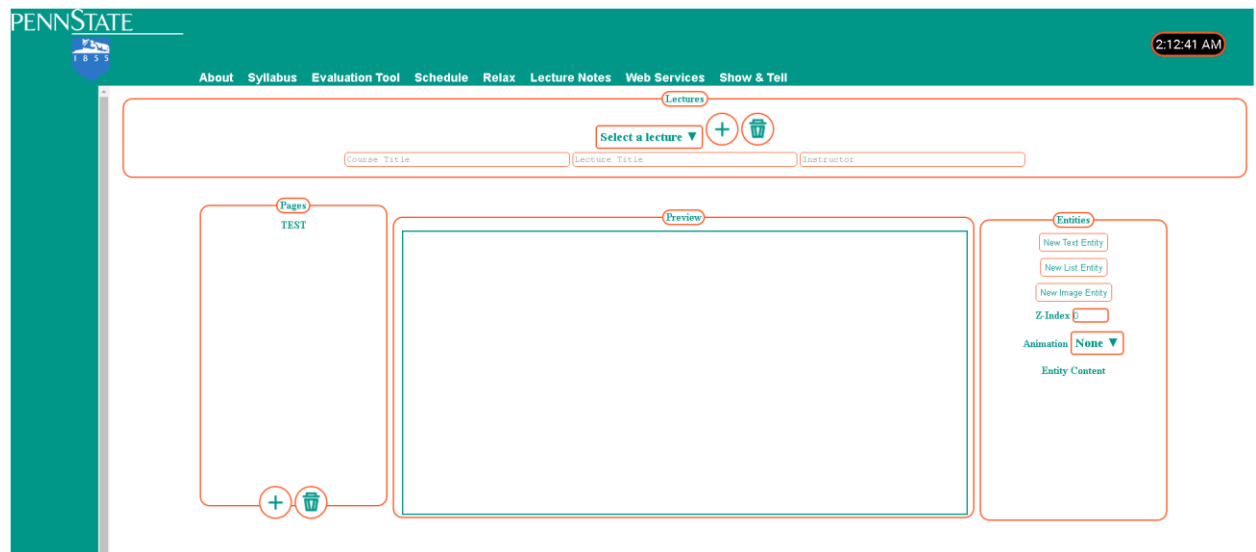 PENNSTATE
1855
2:12:41 AM
About Syllabus Evaluation Tool Schedule Relax Lecture Notes Web Services Show & Tell
Lectures
Select a lecture ▼
Course Title Lecture Title Instructor
Pages
TEST
Preview
Entities
New Text Entity
New List Entity
New Image Entity
Z-Index 0
Animation None ▼
Entity Content